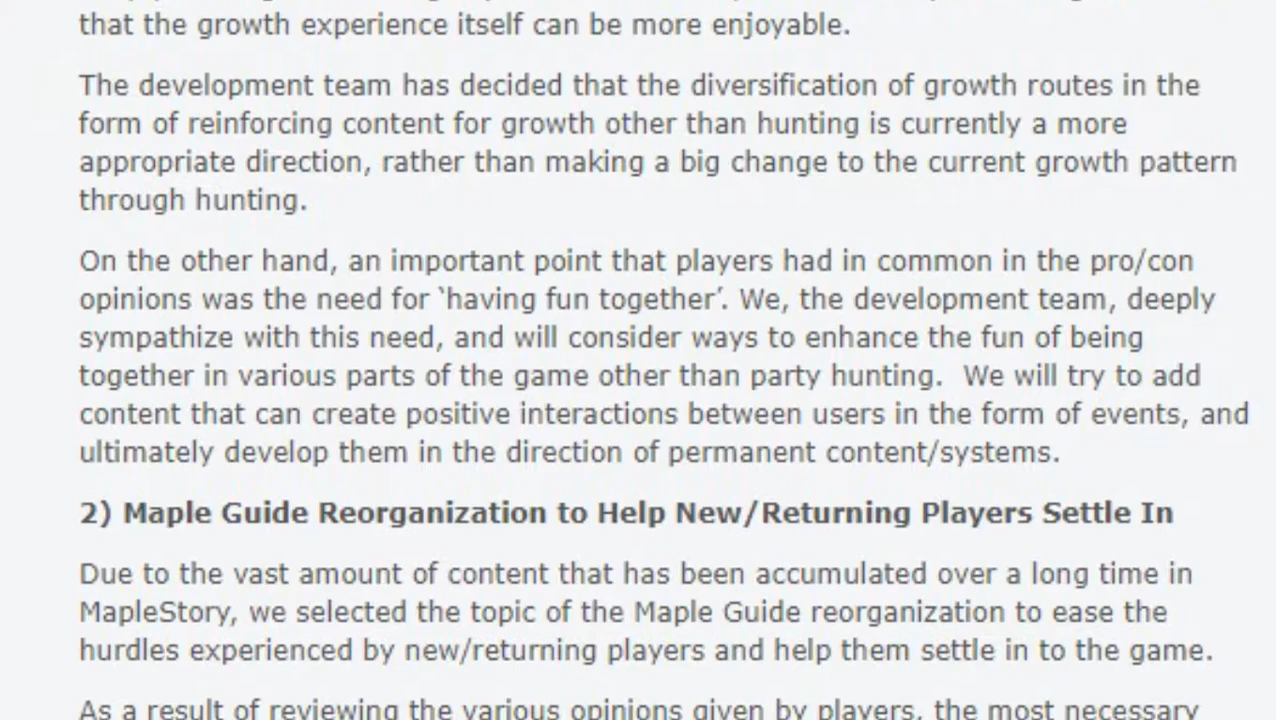 that the growth experience itself can be more enjoyable.
The development team has decided that the diversification of growth routes in the
form of reinforcing content for growth other than hunting is currently a more
appropriate direction, rather than making a big change to the current growth pattern
through hunting.
On the other hand, an important point that players had in common in the pro/con
opinions was the need for ‵having fun together′. We, the development team, deeply
sympathize with this need, and will consider ways to enhance the fun of being
together in various parts of the game other than party hunting.  We will try to add
content that can create positive interactions between users in the form of events, and
ultimately develop them in the direction of permanent content/systems.
2) Maple Guide Reorganization to Help New/Returning Players Settle In
Due to the vast amount of content that has been accumulated over a long time in
MapleStory, we selected the topic of the Maple Guide reorganization to ease the
hurdles experienced by new/returning players and help them settle in to the game.
As a result of reviewing the various opinions given by players, the most necessary